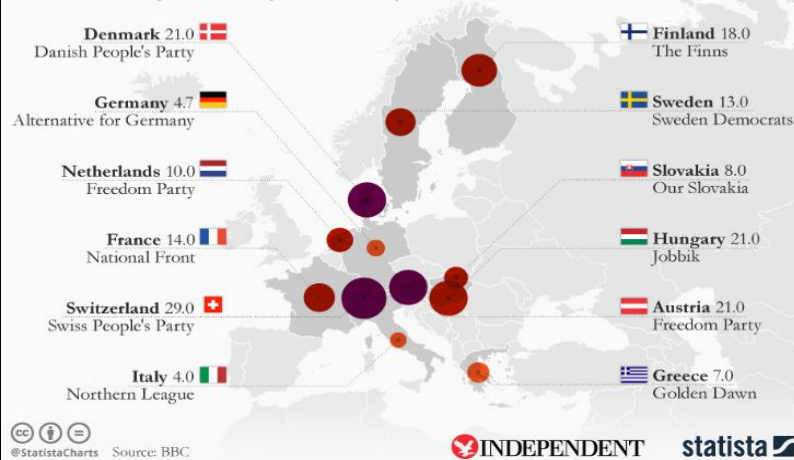 Denmark 21.0
Danish People's Party
Germany 4.7
Alternative for Germany
Netherlands 10.0
Freedom Party
France 14.0
National Front
Switzerland 29.0
Swiss People's Party
Italy 4.0
Northern League
Finland 18.0
The Finns
Sweden 13.0
Sweden Democrats
Slovakia 8.0
Our Slovakia
Hungary 21.0
Jobbik
Austria 21.0
Freedom Party
Greece 7.0
Golden Dawn
cc
@StatistaCharts Source: BBC
INDEPENDENT
statista